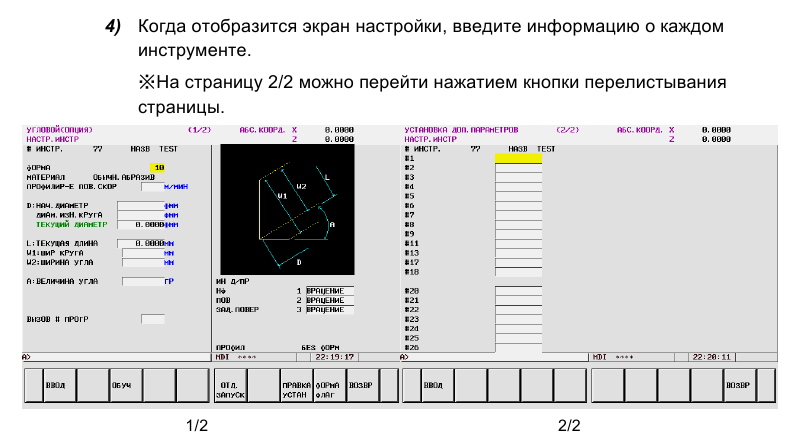 4) Когда отобразится экран настройки, введите информацию о каждом
инструменте.
※На страницу 2/2 можно перейти нажатием кнопки перелистывания
страницы.
УГЛОВОЙ(ОПЦИЯ) (1/2) АБС.КООРД. X 0.0000
НАСТР.ИНСТР Z 0.0000
# ИНСТР. ?? НАЗВ TEST
ФОРМА 10
МАТЕРИАЛ ОБЫЧН.АБРАЗИВ
ПРОФИЛИР-Е ПОВ.СКОР М/МИН
D:НАЧ.ДИАМЕТР ФММ
ДИАМ.ИЗН.КРУГА ФММ
ТЕКУЩИЙ ДИАМЕТР 0.0000ФММ
L:ТЕКУЩАЯ ДЛИНА 0.0000ММ
W1:ШИР КРУГА ММ
W2:ШИРИНА УГЛА ММ
A:ВЕЛИЧИНА УГЛА ГР
ВЫЗОВ # ПРОГР
L
W2
W1
A
D
ИН Д/ПР
НФ 1 ВРАЩЕНИЕ
ПОВ 2 ВРАЩЕНИЕ
ЗАД.ПОВЕР 3 ВРАЩЕНИЕ
ПРОФИЛ БЕЗ ФОРМ
A>
MDI **** 22:19:17
ВВОД ОБУЧ ОТД. ЗАПУСК ПРАВКА УСТАН ФОРМА ФЛАГ ВОЗВР
УСТАНОВКА ДОП.ПАРАМЕТРОВ (2/2) АБС.КООРД. X 0.0000
НАСТР.ИНСТР Z 0.0000
# ИНСТР. ?? НАЗВ TEST
#1
#2
#3
#4
#5
#6
#7
#8
#9
#11
#13
#17
#18
#20
#21
#22
#23
#24
#25
#26
A>
MDI **** 22:20:11
ВВОД ВОЗВР
1/2 2/2